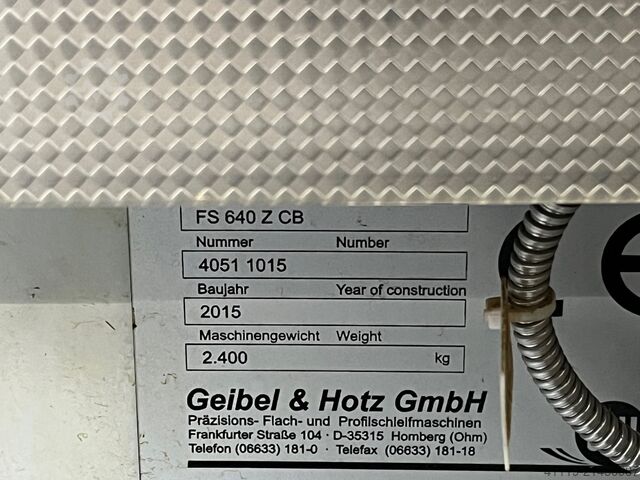 FS 640 Z CB
Nummer Number
4051 1015
Baujahr Year of construction
2015
Maschinengewicht Weight
2.400 kg
Geibel & Hotz GmbH
Präzisions- Flach- und Profilschleifmaschinen
Frankfurter Straße 104 · D-35315 Homberg (Ohm)
Telefon (06633) 181-0 · Telefax (06633) 181-18